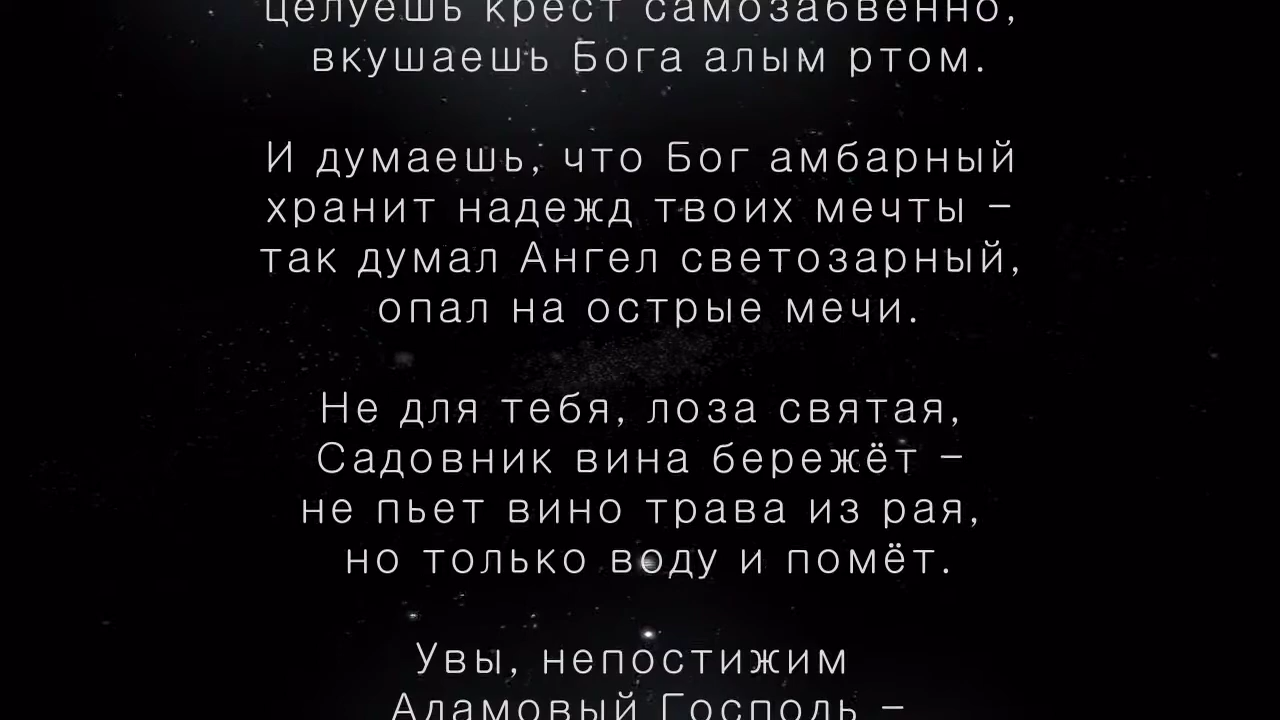 целуешь крест самозабвенно,
вкушаешь Бога алым ртом.
И думаешь, что Бог амбарный
хранит надежд твоих мечты –
так думал Ангел светозарный,
опал на острые мечи.
Не для тебя, лоза святая,
Садовник вина бережёт –
не пьет вино трава из рая,
но только воду и помёт.
Увы, непостижим
Адамовый Господь –